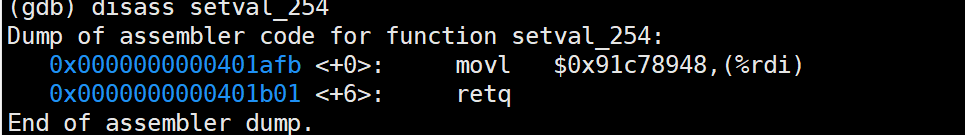 (gdb) disass setval_254
Dump of assembler code for function setval_254:
   0x0000000000401afb <+0>:     movl   $0x91c78948,(%rdi)
   0x0000000000401b01 <+6>:     retq
End of assembler dump.